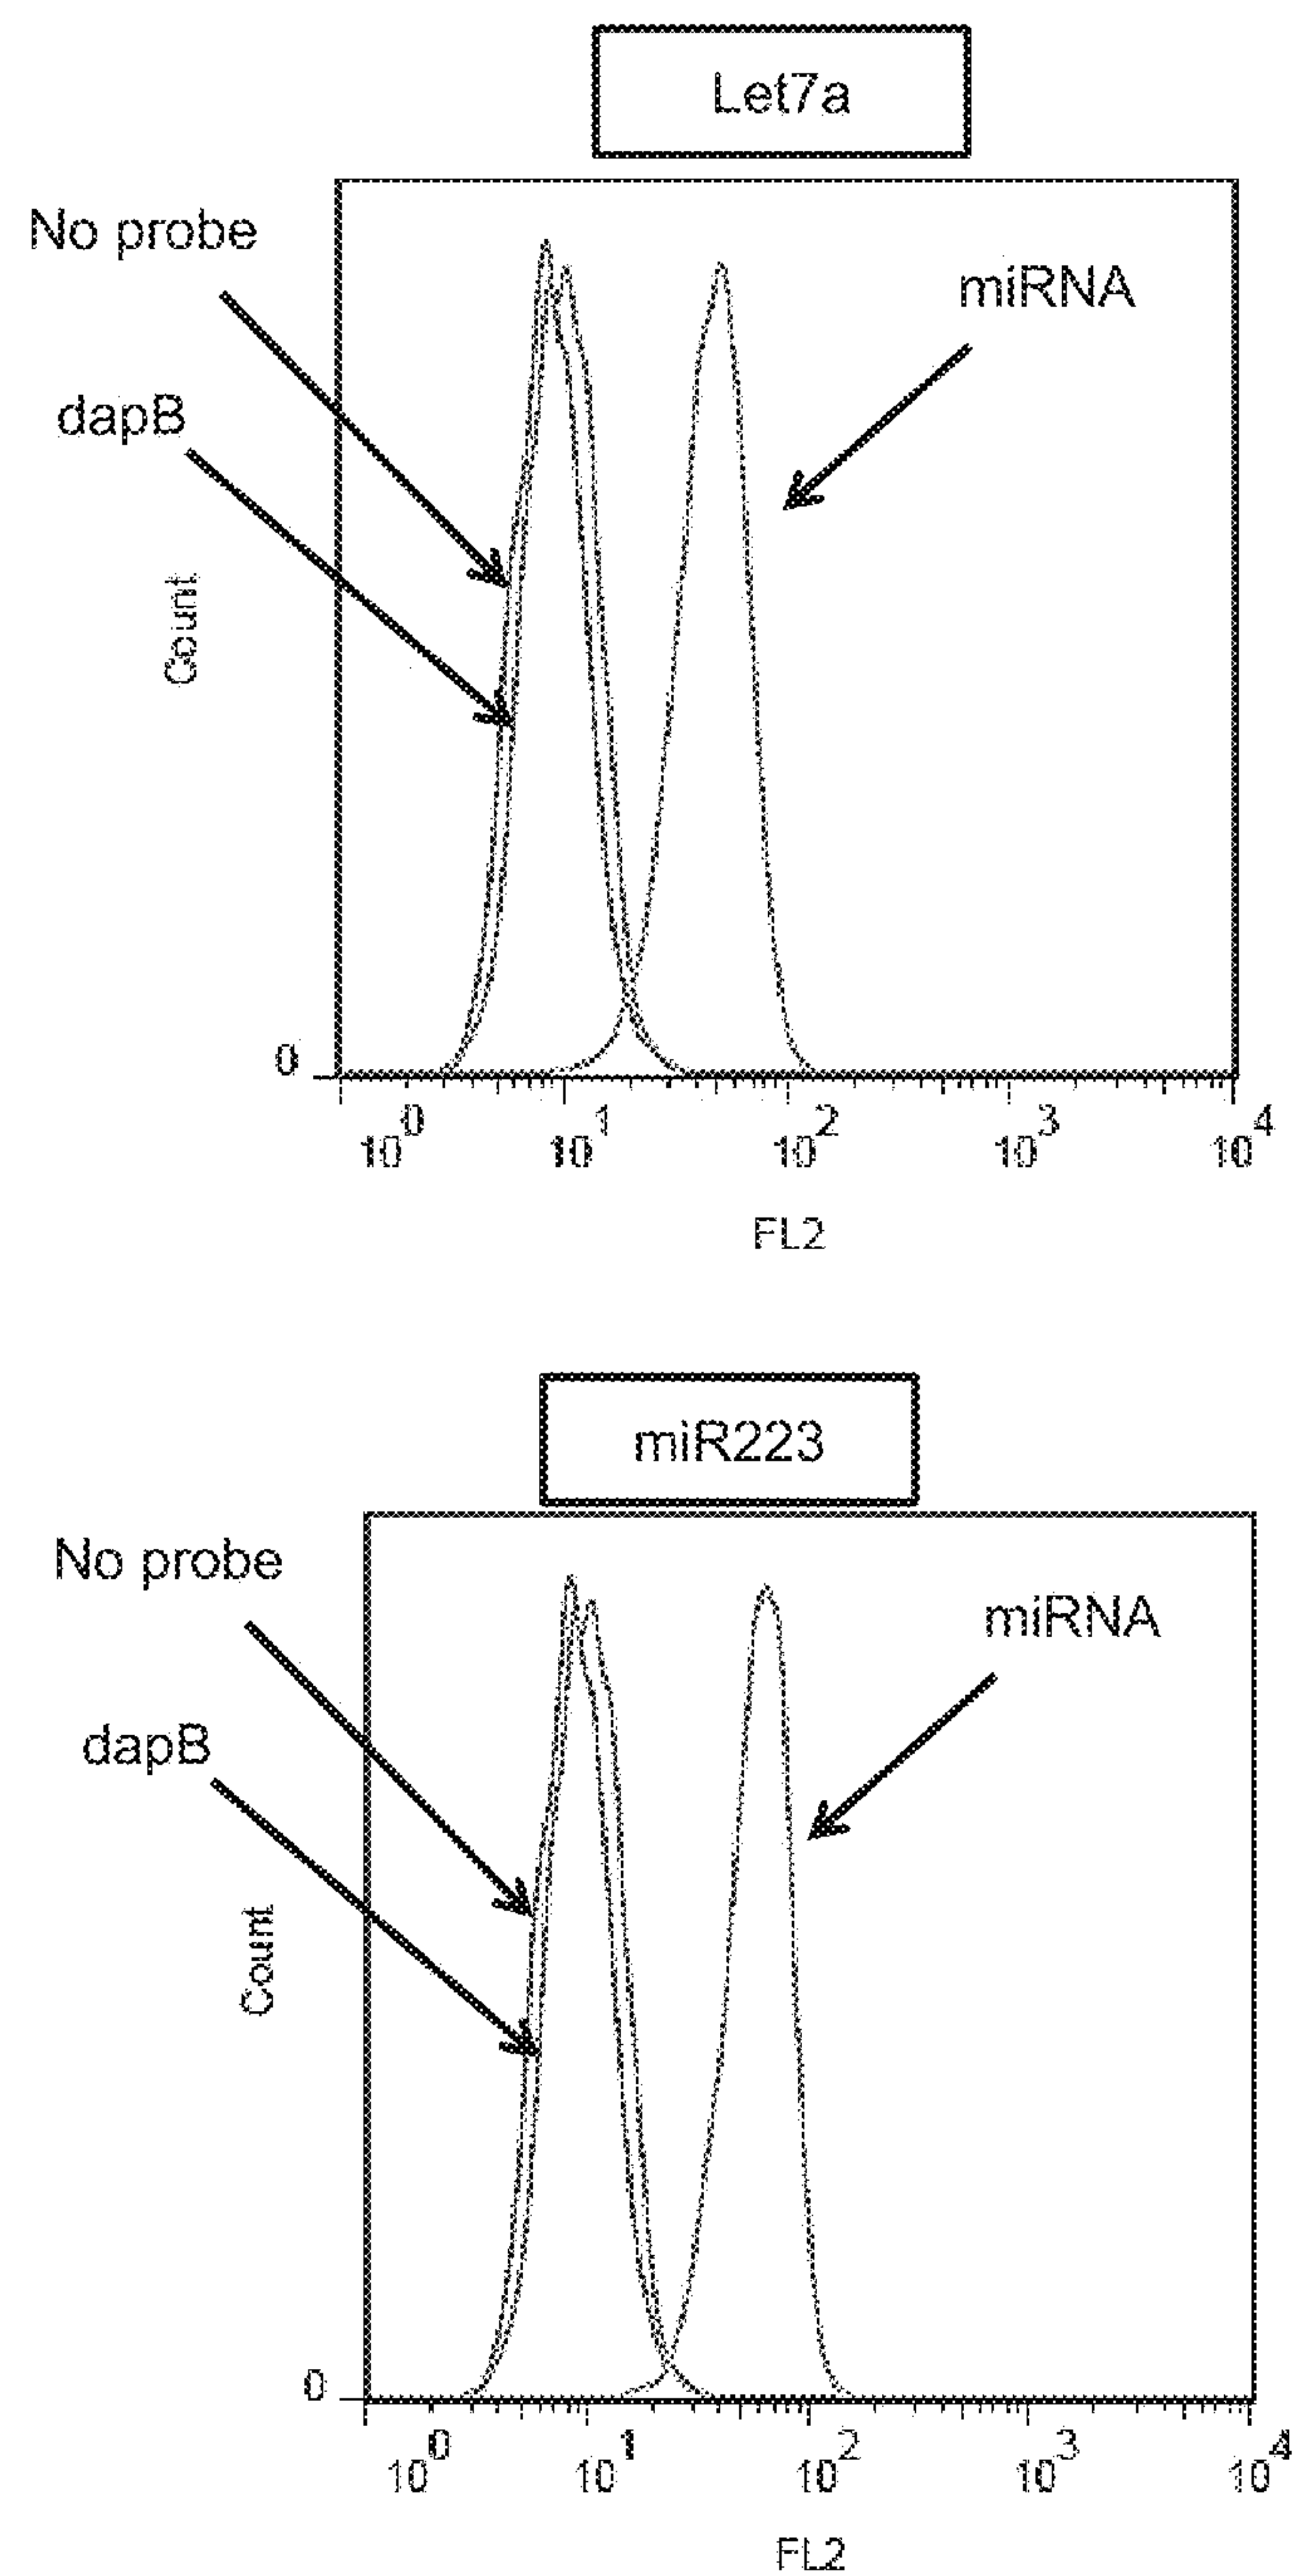 Let7a
No probe
miRNA
dapB
Count
0
10^0 10^1 10^2 10^3 10^4
FL2
miR223
No probe
miRNA
dapB
Count
0
10^0 10^1 10^2 10^3 10^4
FL2